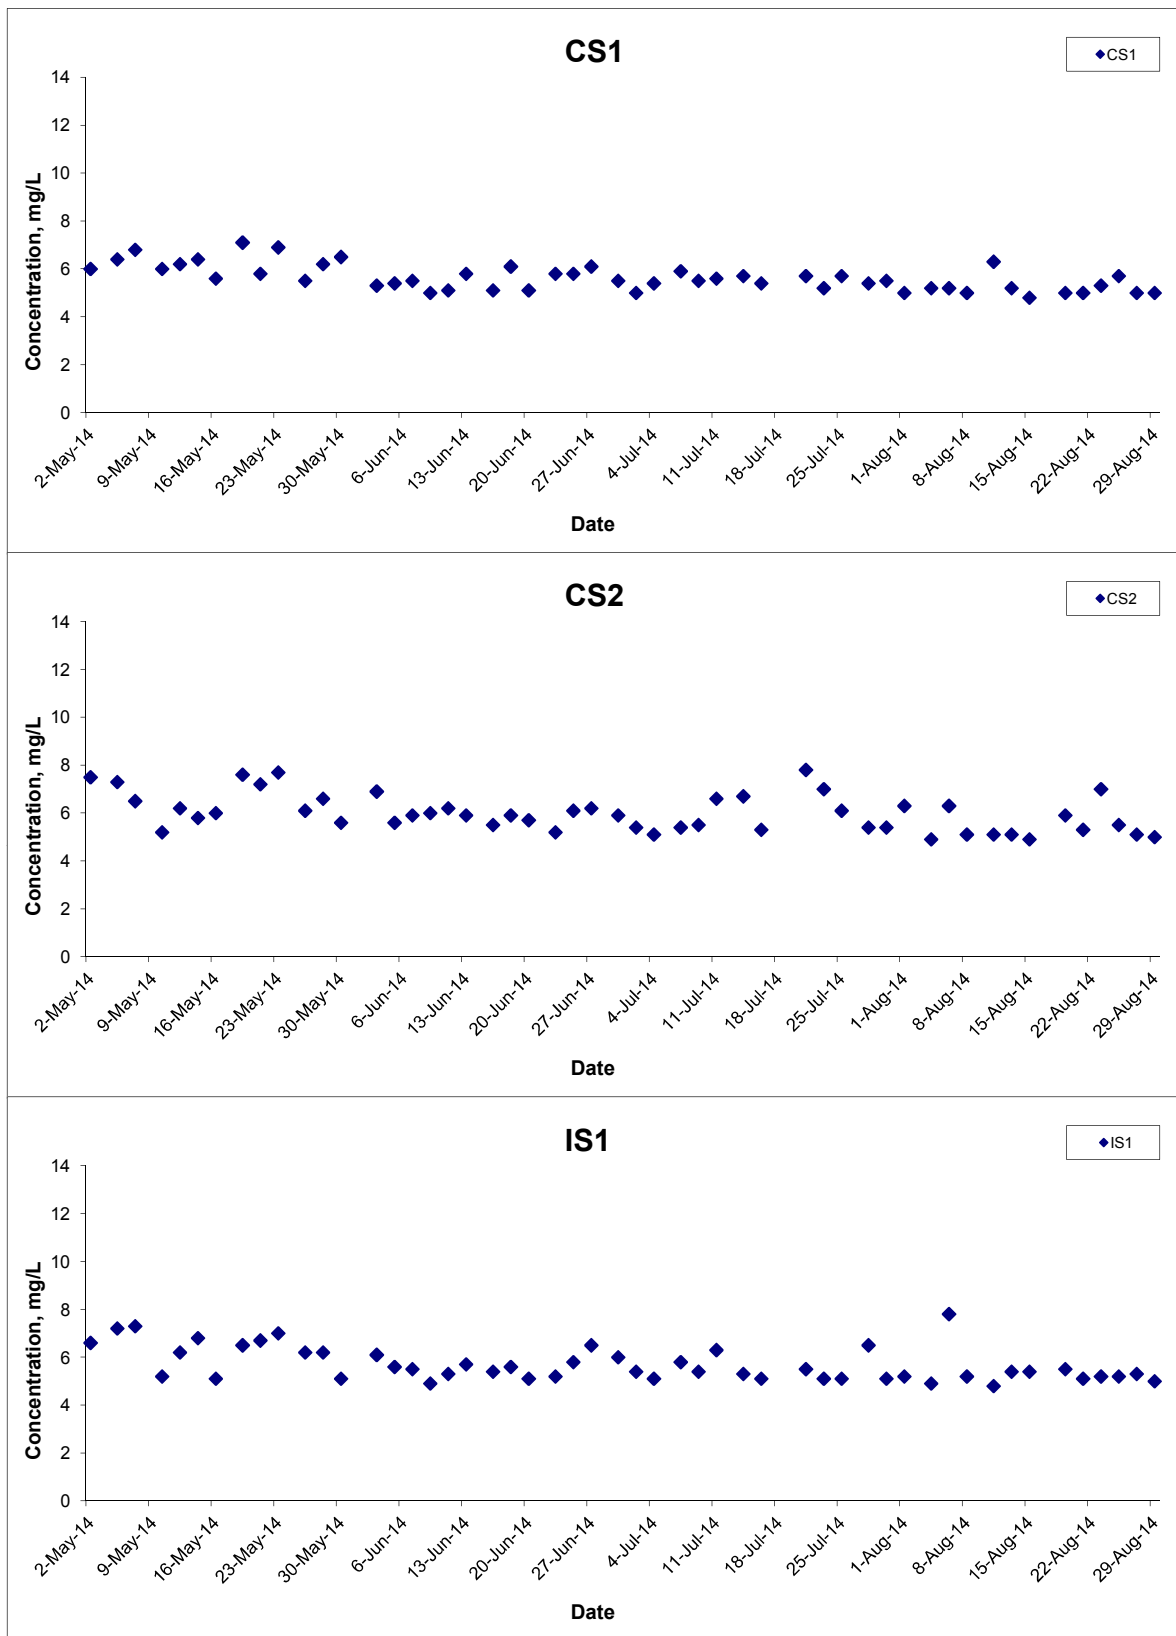 CS1
CS1
14
12
10
8
6
4
2
0
Concentration, mg/L
2-May-14
9-May-14
16-May-14
23-May-14
30-May-14
6-Jun-14
13-Jun-14
20-Jun-14
27-Jun-14
4-Jul-14
11-Jul-14
18-Jul-14
25-Jul-14
1-Aug-14
8-Aug-14
15-Aug-14
22-Aug-14
29-Aug-14
Date
CS2
CS2
14
12
10
8
6
4
2
0
Concentration, mg/L
2-May-14
9-May-14
16-May-14
23-May-14
30-May-14
6-Jun-14
13-Jun-14
20-Jun-14
27-Jun-14
4-Jul-14
11-Jul-14
18-Jul-14
25-Jul-14
1-Aug-14
8-Aug-14
15-Aug-14
22-Aug-14
29-Aug-14
Date
IS1
IS1
14
12
10
8
6
4
2
0
Concentration, mg/L
2-May-14
9-May-14
16-May-14
23-May-14
30-May-14
6-Jun-14
13-Jun-14
20-Jun-14
27-Jun-14
4-Jul-14
11-Jul-14
18-Jul-14
25-Jul-14
1-Aug-14
8-Aug-14
15-Aug-14
22-Aug-14
29-Aug-14
Date